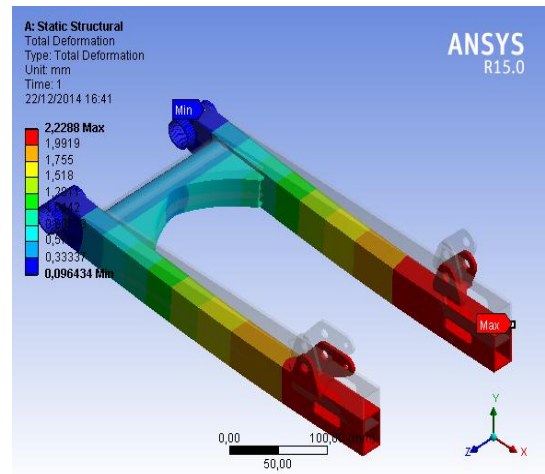 A: Static Structural
Total Deformation
Type: Total Deformation
Unit: mm
Time: 1
22/12/2014 16:41
ANSYS
R15.0
Min
2,2288 Max
1,9919
1,755
1,518
0,33337
0,096434 Min
Max
0,00
100,00
50,00
Y
Z
X